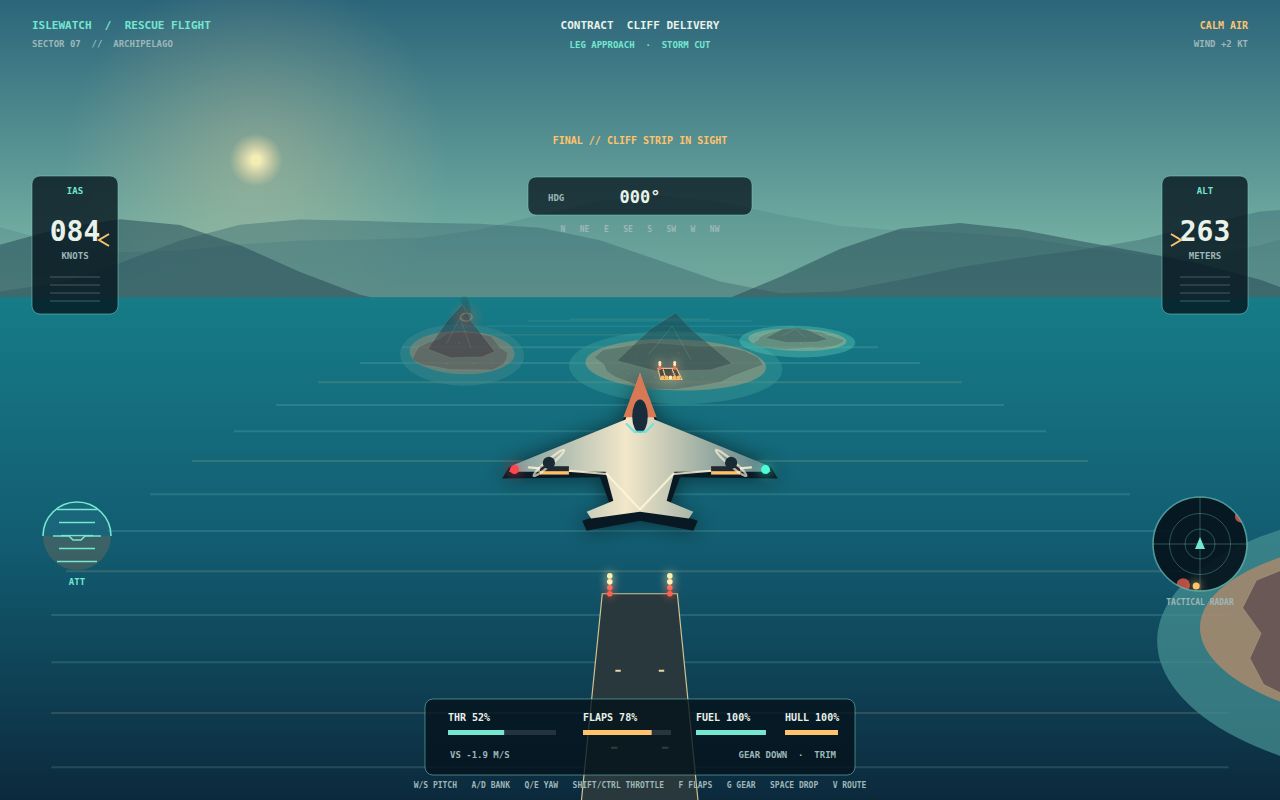 ISLEWATCH / RESCUE FLIGHT
SECTOR 07 // ARCHIPELAGO
CONTRACT CLIFF DELIVERY
LEG APPROACH · STORM CUT
CALM AIR
WIND +2 KT
FINAL // CLIFF STRIP IN SIGHT
IAS
084
KNOTS
HDG 000°
N NE E SE S SW W NW
ALT
263
METERS
ATT
TACTICAL RADAR
THR 52% FLAPS 78% FUEL 100% HULL 100%
VS -1.9 M/S GEAR DOWN · TRIM
W/S PITCH A/D BANK Q/E YAW SHIFT/CTRL THROTTLE F FLAPS G GEAR SPACE DROP V ROUTE